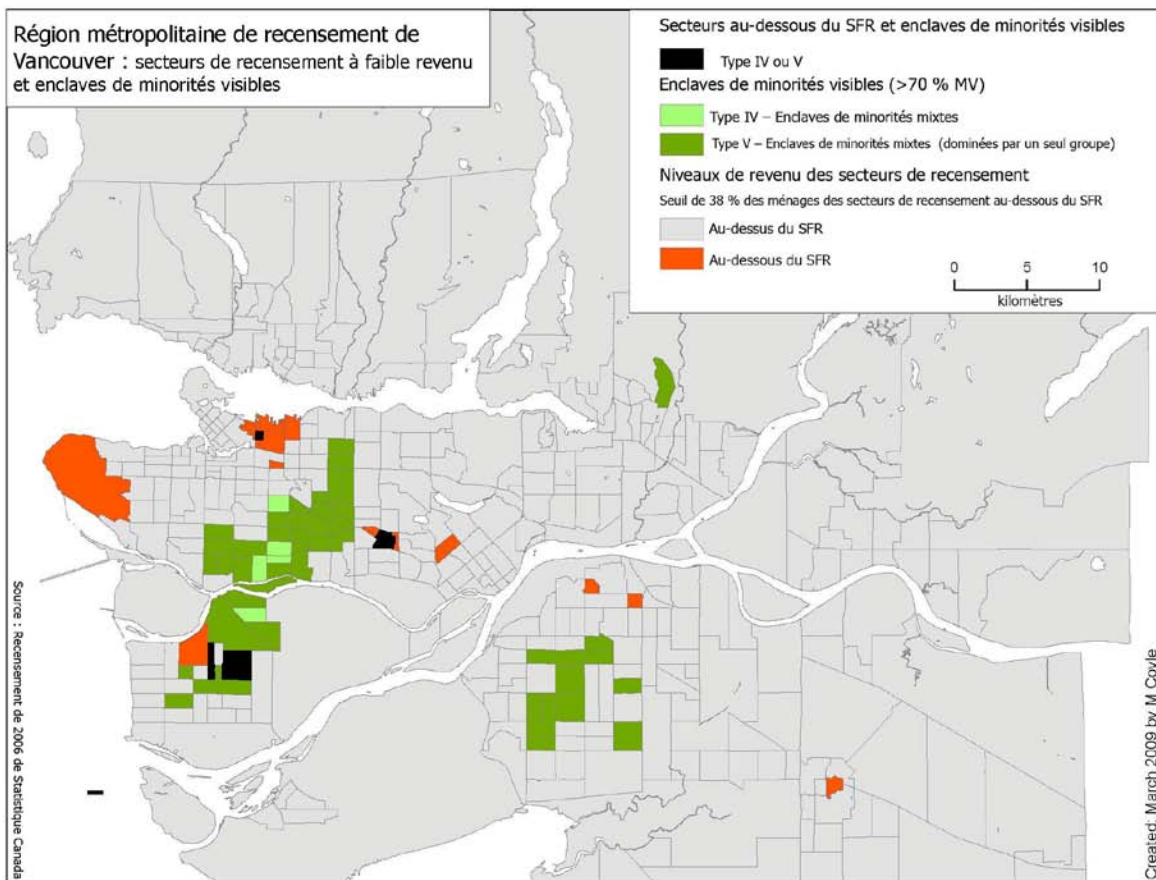 Région métropolitaine de recensement de
Vancouver : secteurs de recensement à faible revenu
et enclaves de minorités visibles
Secteurs au-dessous du SFR et enclaves de minorités visibles
Type IV ou V
Enclaves de minorités visibles (>70 % MV)
Type IV – Enclaves de minorités mixtes
Type V – Enclaves de minorités mixtes (dominées par un seul groupe)
Niveaux de revenu des secteurs de recensement
Seuil de 38 % des ménages des secteurs de recensement au-dessous du SFR
Au-dessus du SFR
Au-dessous du SFR
0 5 10
kilomètres
Source : Recensement de 2006 de Statistique Canada
Created: March 2009 by M Coyle